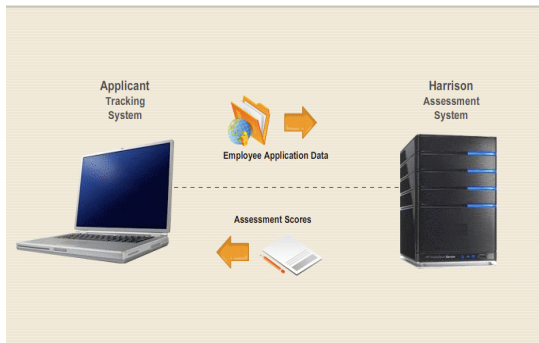 Applicant
Tracking
System
Harrison
Assessment
System
Employee Application Data
Assessment Scores